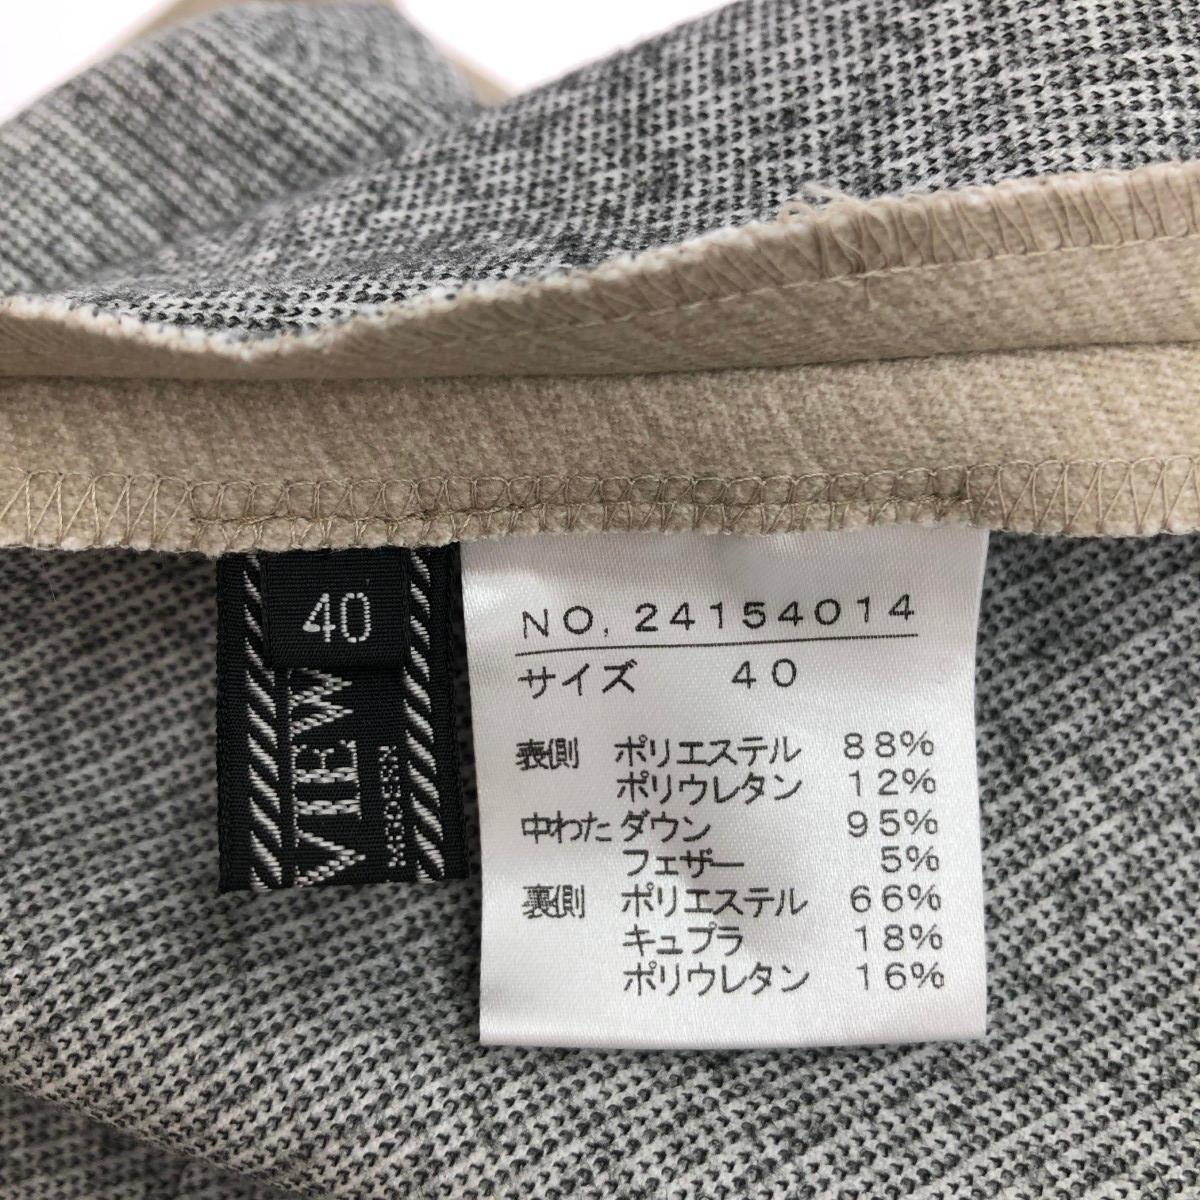 40
VIEW
NO. 24154014
サイズ 40
表側 ポリエステル 88%
ポリウレタン 12%
中わた ダウン 95%
フェザー 5%
裏側 ポリエステル 66%
キュプラ 18%
ポリウレタン 16%